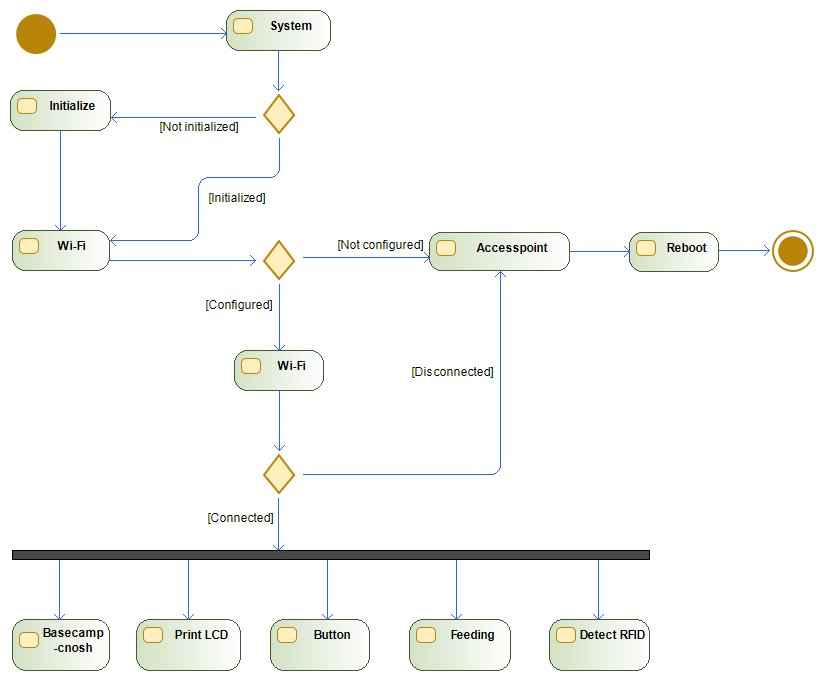 System
Initialize
[Not initialized]
[Initialized]
Wi-Fi
[Not configured]
Accesspoint
Reboot
[Configured]
Wi-Fi
[Disconnected]
[Connected]
Basecamp
-cnosh
Print LCD
Button
Feeding
Detect RFID